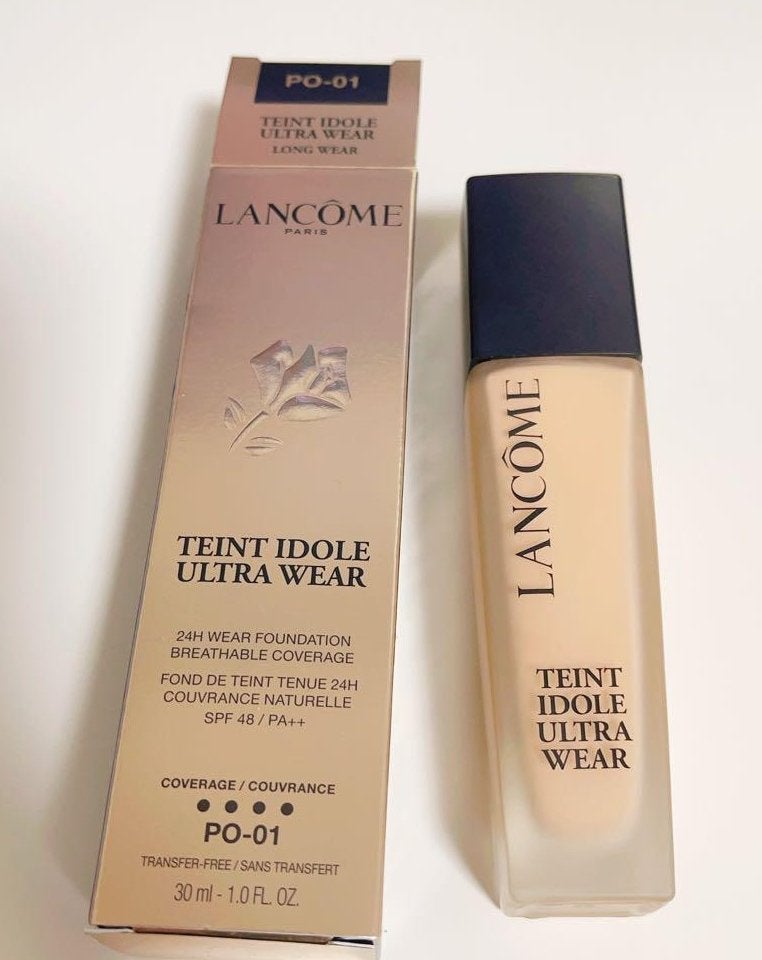 PO-01
TEINT IDOLE
ULTRA WEAR
LONG WEAR
LANCÔME
PARIS
TEINT IDOLE
ULTRA WEAR
24H WEAR FOUNDATION
BREATHABLE COVERAGE
FOND DE TEINT TENUE 24H
COUVRANCE NATURELLE
SPF 48 / PA++
COVERAGE / COUVRANCE
PO-01
TRANSFER-FREE / SANS TRANSFERT
30 ml - 1.0 FL. OZ.
LANCÔME
TEINT
IDOLE
ULTRA
WEAR